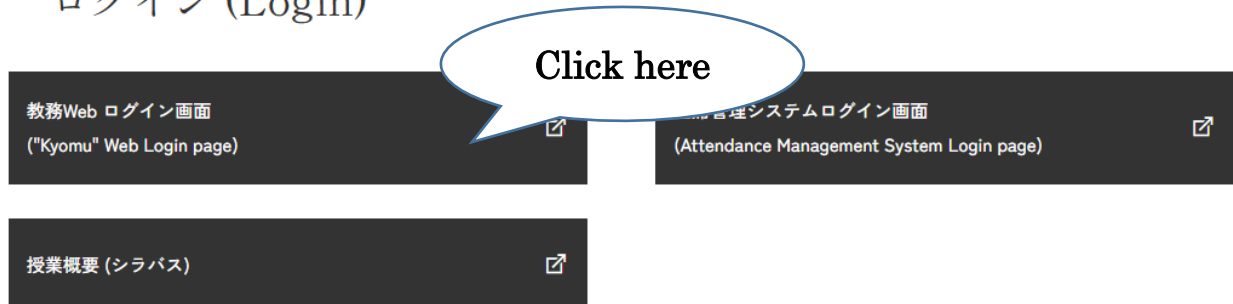 ログイン (Login)
Click here
教務Web ログイン画面
("Kyomu" Web Login page)
管理システムログイン画面
(Attendance Management System Login page)
授業概要 (シラバス)